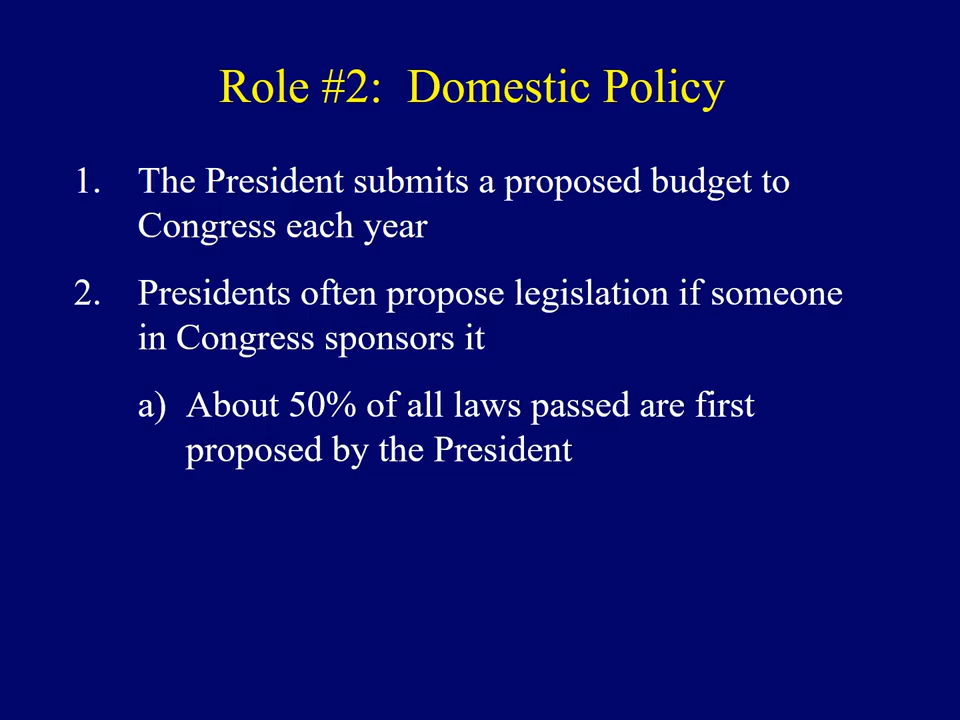 Role #2:  Domestic Policy
1. The President submits a proposed budget to
Congress each year
2. Presidents often propose legislation if someone
in Congress sponsors it
a) About 50% of all laws passed are first
proposed by the President